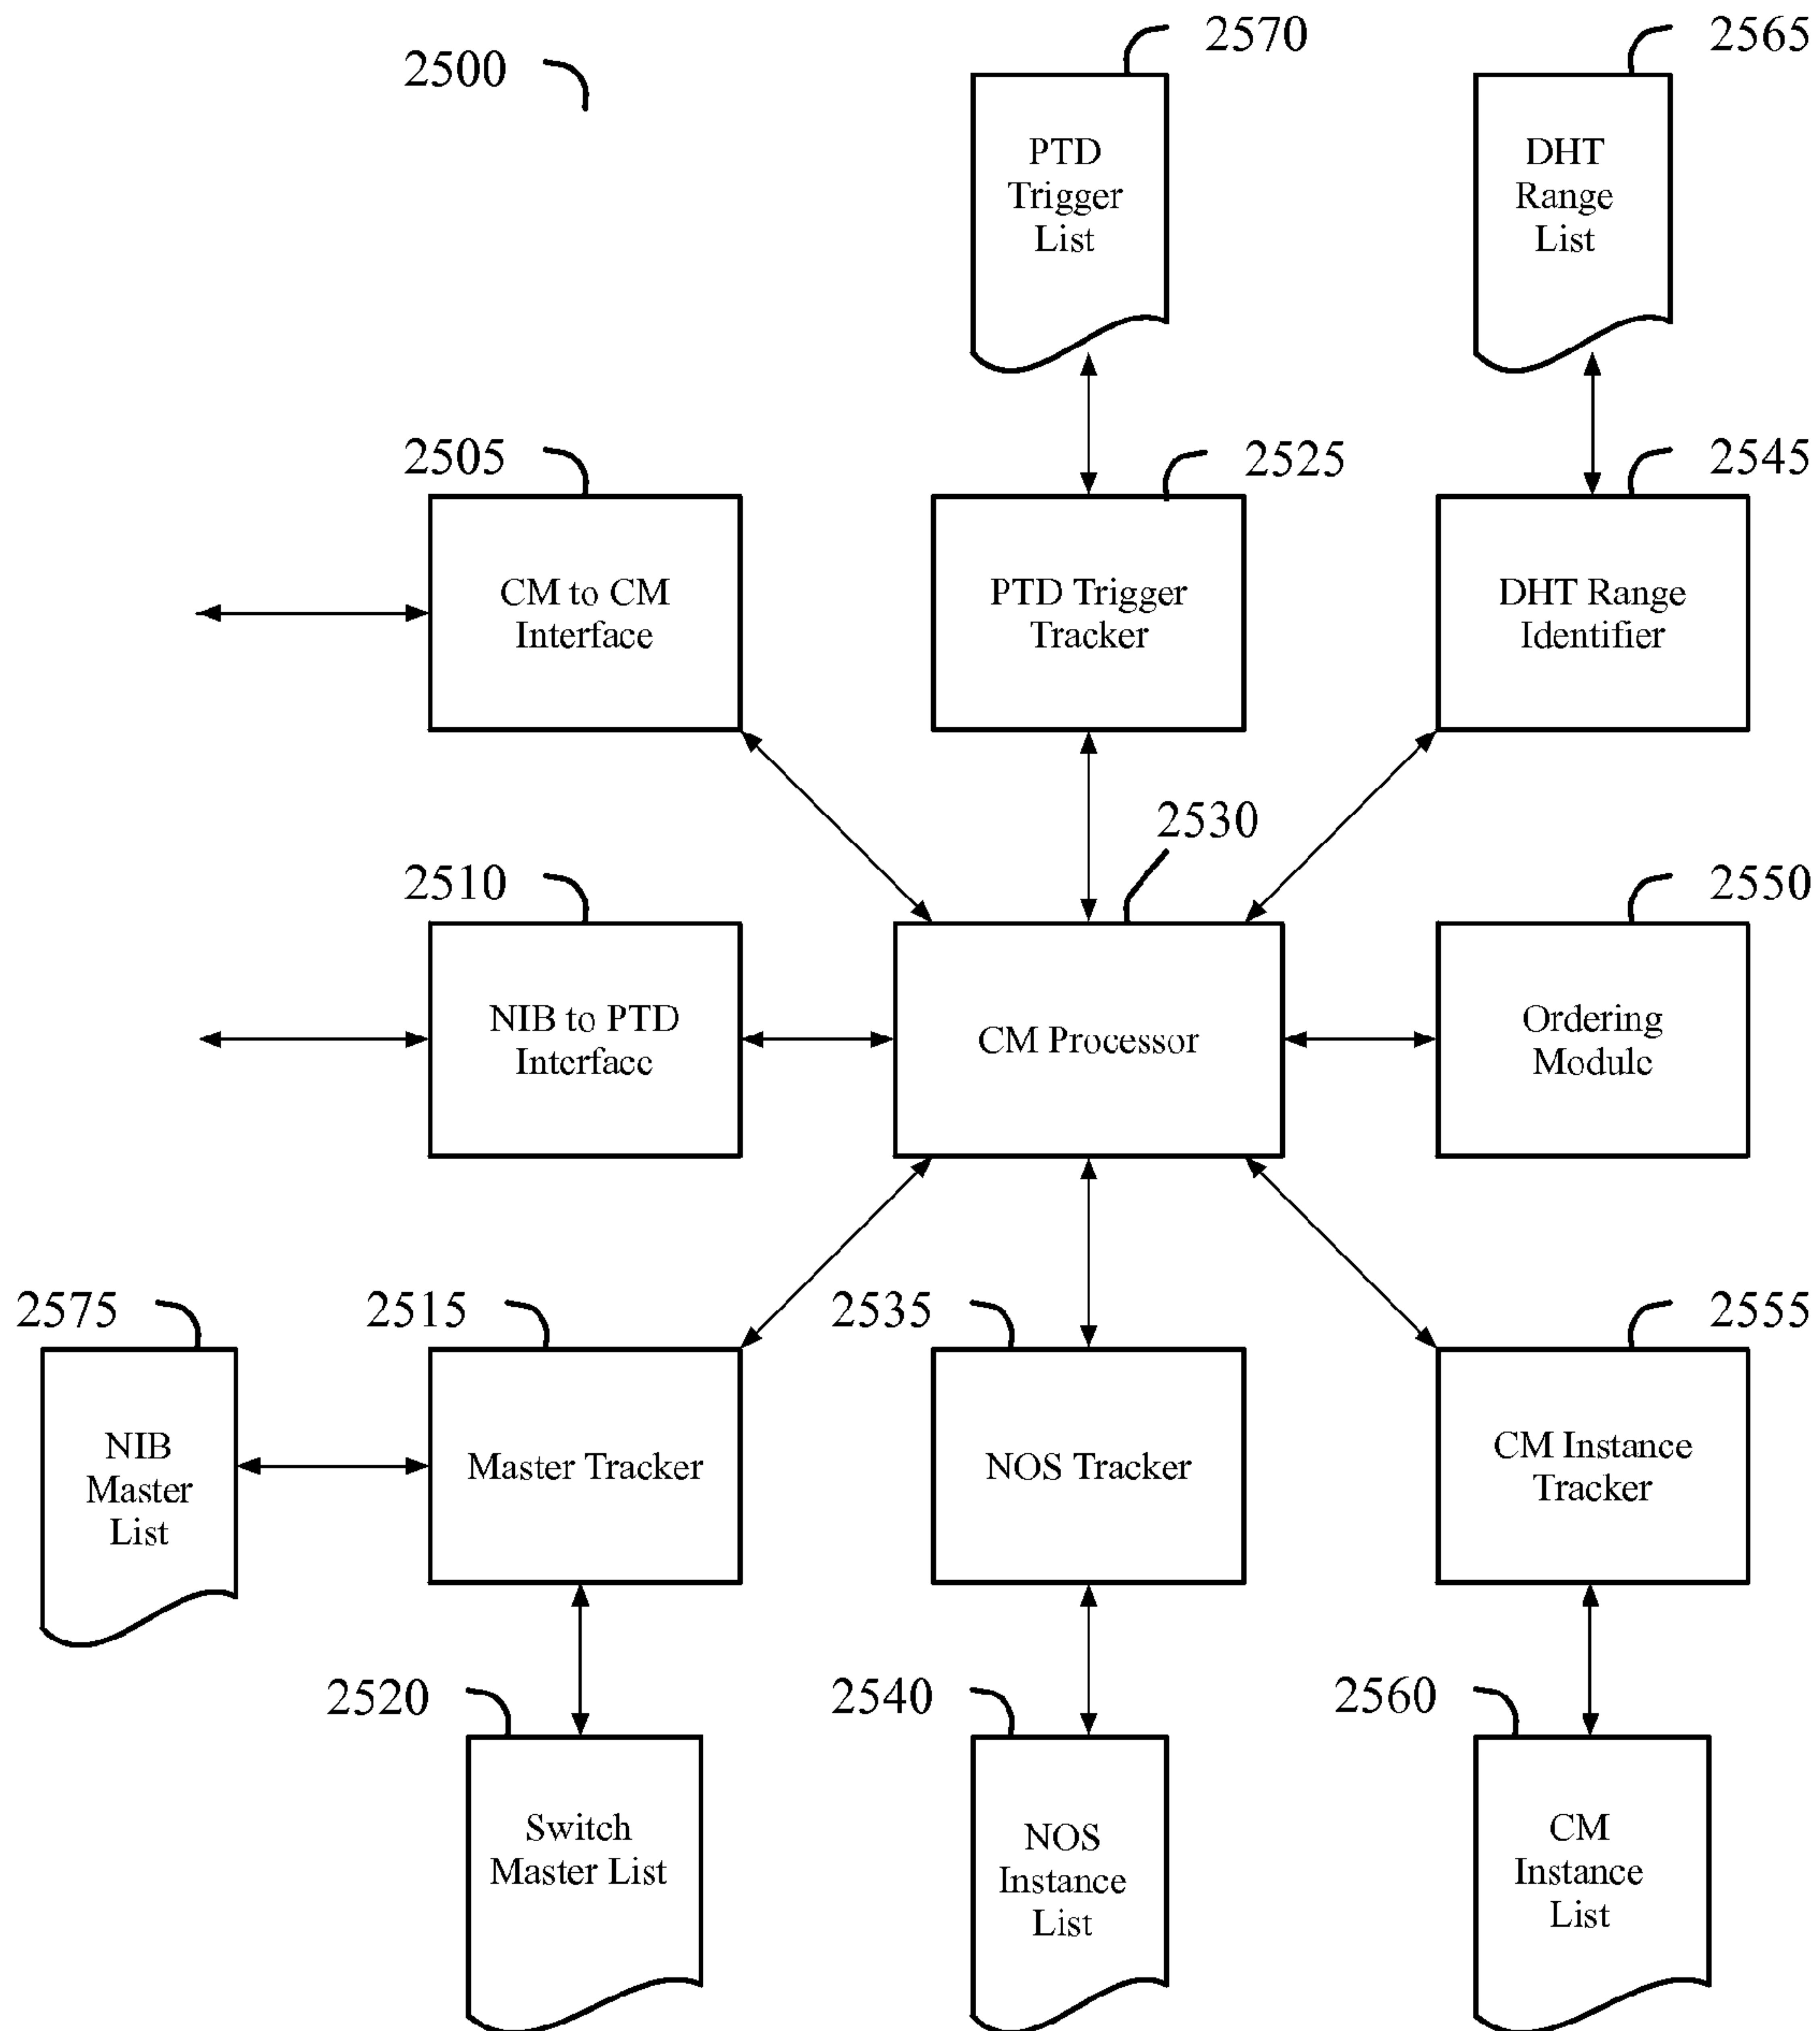 2500
2570
2565
PTD
Trigger
List
DHT
Range
List
2505
2525
2545
CM to CM
Interface
PTD Trigger
Tracker
DHT Range
Identifier
2530
2510
2550
NIB to PTD
Interface
CM Processor
Ordering
Module
2575
2515
2535
2555
NIB
Master
List
Master Tracker
NOS Tracker
CM Instance
Tracker
2520
2540
2560
Switch
Master List
NOS
Instance
List
CM
Instance
List